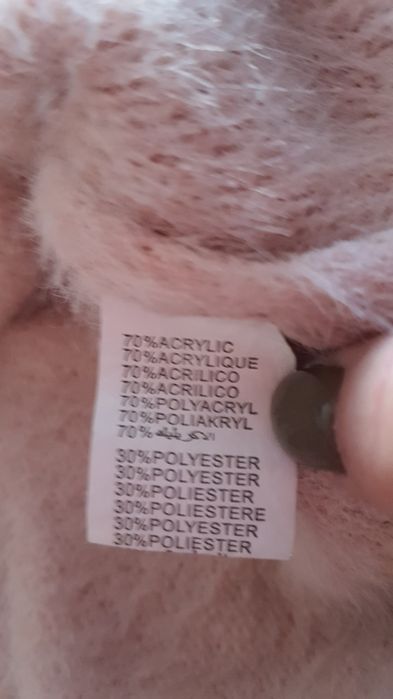 70%ACRYLIC
70%ACRYLIQUE
70%ACRILICO
70%ACRILICO
70%POLYACRYL
70%POLIAKRYL
70%
30%POLYESTER
30%POLYESTER
30%POLIESTER
30%POLIESTERE
30%POLYESTER
30%POLIESTER